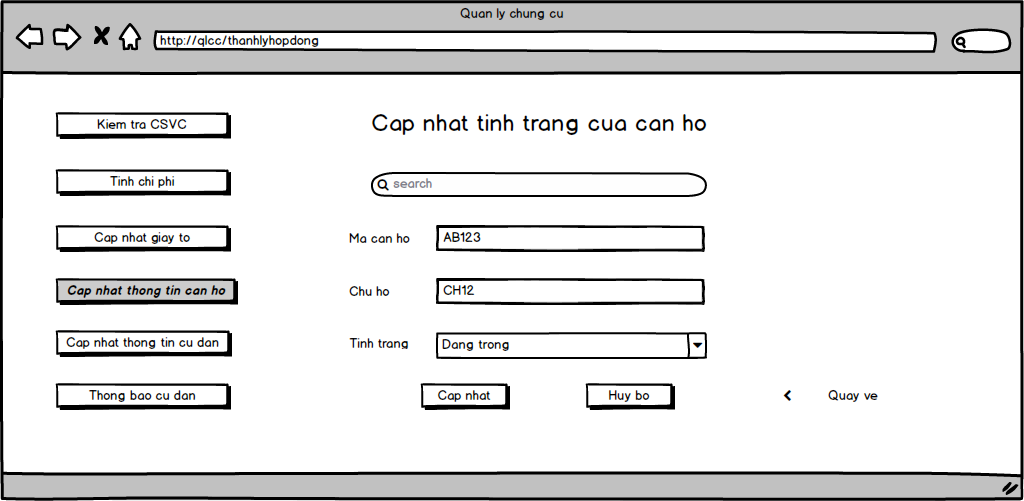 Quan ly chung cu
http://qlcc/thanhlyhopdong
Kiem tra CSVC
Cap nhat tinh trang cua can ho
Tinh chi phi
search
Cap nhat giay to
Ma can ho
AB123
Cap nhat thong tin can ho
Chu ho
CH12
Cap nhat thong tin cu dan
Tinh trang
Dang trong
Thong bao cu dan
Cap nhat
Huy bo
Quay ve